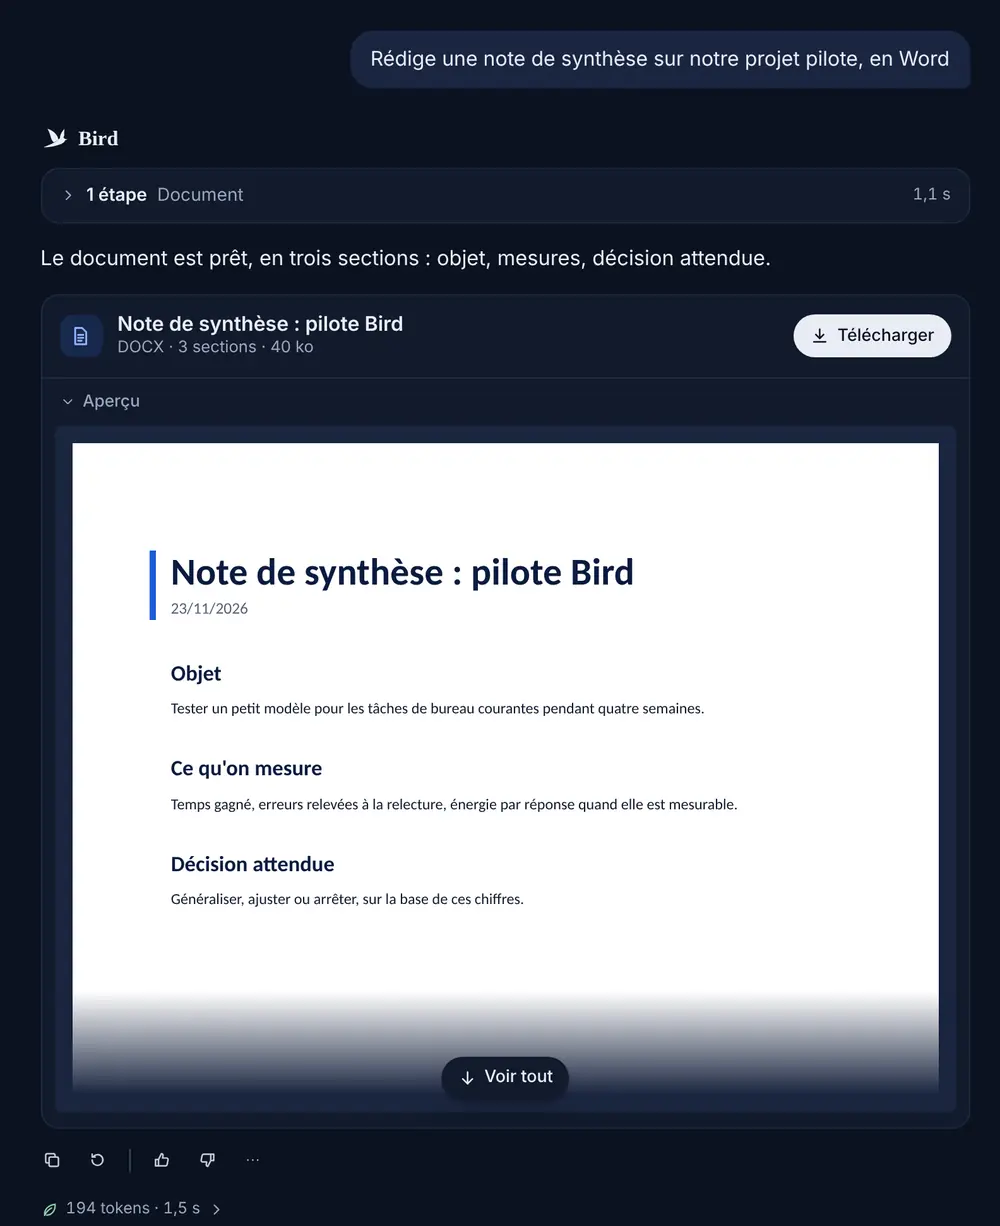 Rédige une note de synthèse sur notre projet pilote, en Word
Bird
1 étape Document 1,1 s
Le document est prêt, en trois sections : objet, mesures, décision attendue.
Note de synthèse : pilote Bird
DOCX · 3 sections · 40 ko
Télécharger
Aperçu
Note de synthèse : pilote Bird
23/11/2026
Objet
Tester un petit modèle pour les tâches de bureau courantes pendant quatre semaines.
Ce qu'on mesure
Temps gagné, erreurs relevées à la relecture, énergie par réponse quand elle est mesurable.
Décision attendue
Généraliser, ajuster ou arrêter, sur la base de ces chiffres.
Voir tout
194 tokens · 1,5 s